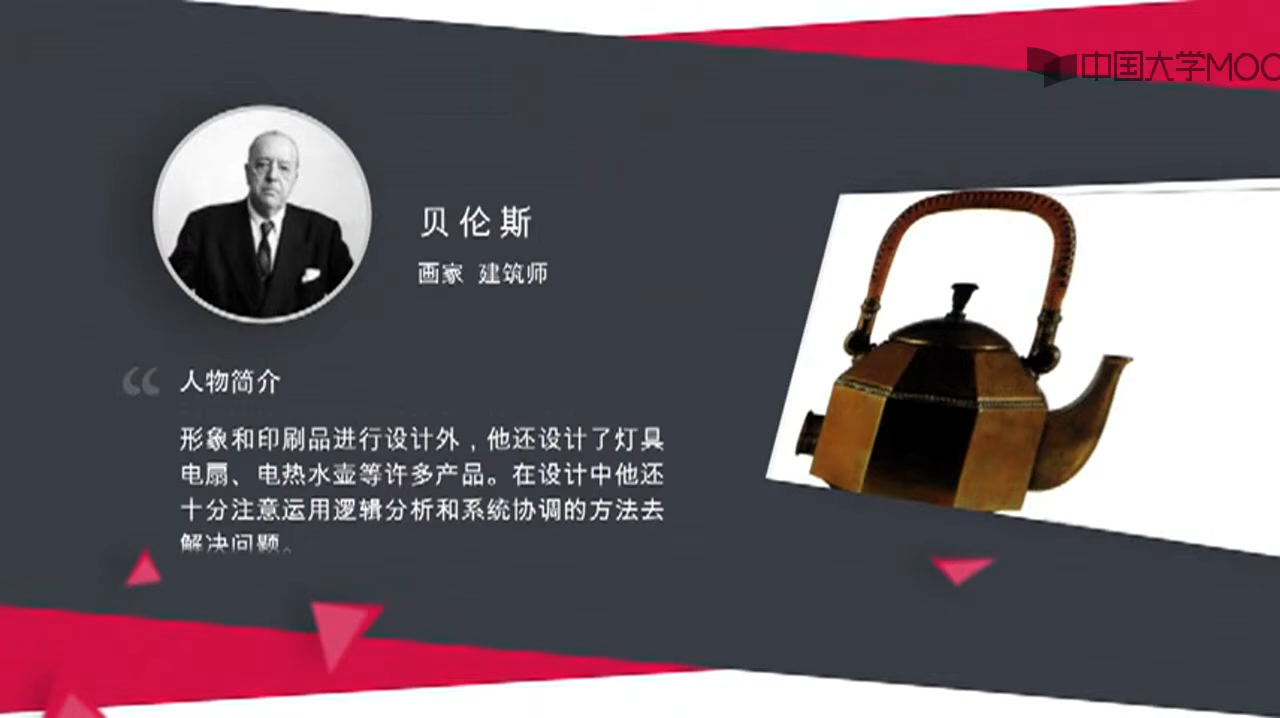 中国大学MOO
贝伦斯
画家 建筑师
人物简介
形象和印刷品进行设计外，他还设计了灯具
电扇、电热水壶等许多产品。在设计中他还
十分注意运用逻辑分析和系统协调的方法去
解决问题。